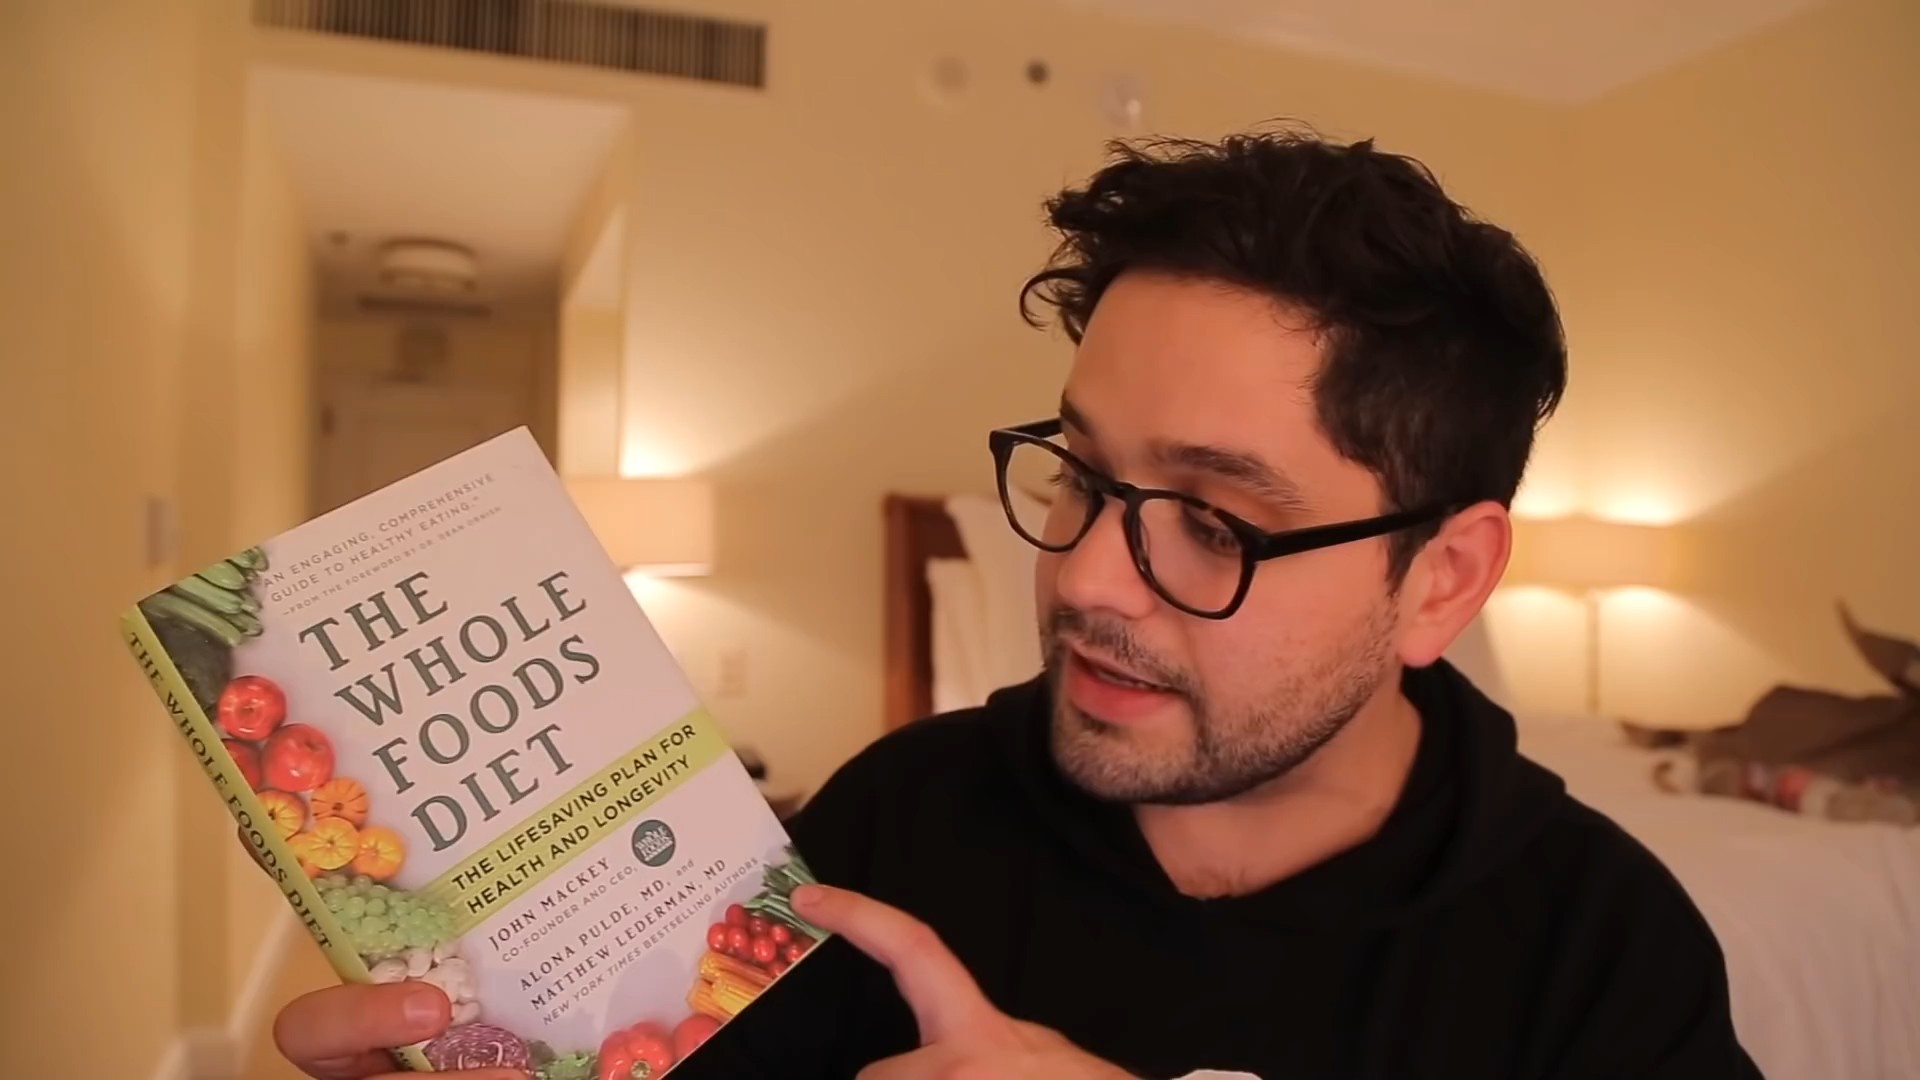 AN ENGAGING, COMPREHENSIVE
GUIDE TO HEALTHY EATING."
—FROM THE FOREWORD BY DR. DEAN ORNISH
THE
WHOLE
FOODS
DIET
THE LIFESAVING PLAN FOR
HEALTH AND LONGEVITY
JOHN MACKEY
CO-FOUNDER AND CEO,
WHOLE
FOODS
ALONA PULDE, MD, and
MATTHEW LEDERMAN, MD
NEW YORK TIMES BESTSELLING AUTHORS
THE WHOLE FOODS DIET